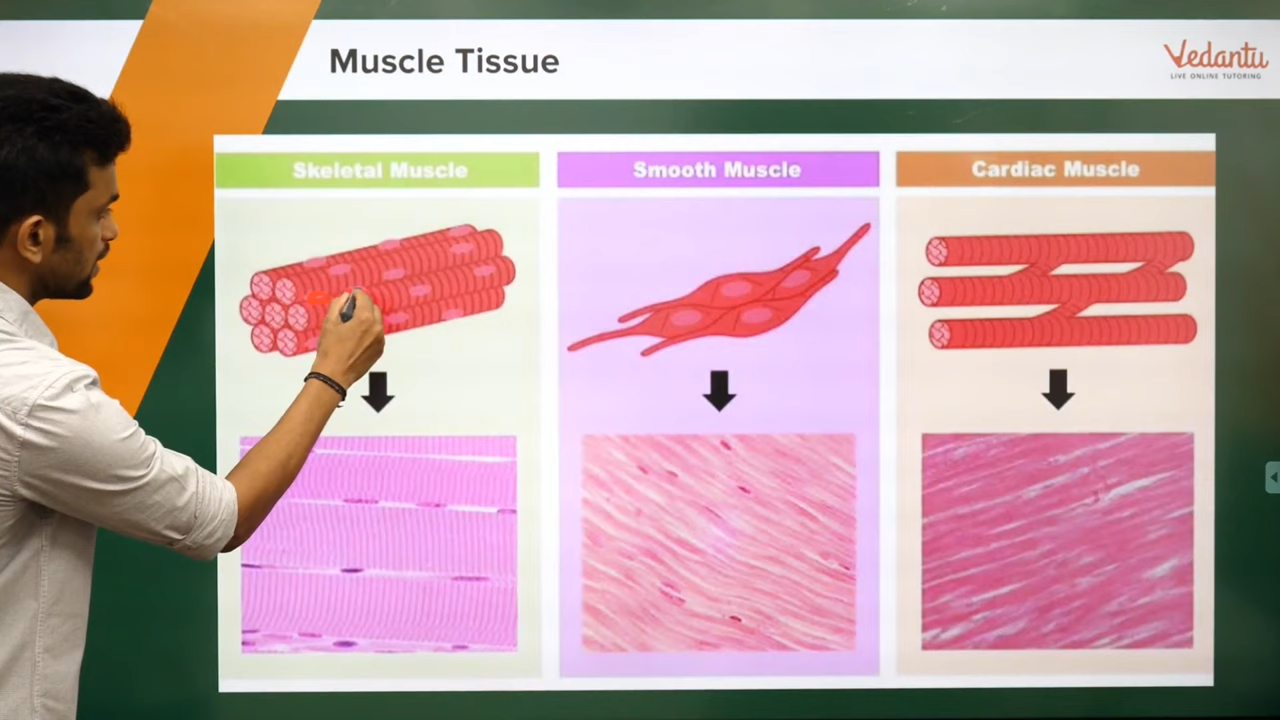 Muscle Tissue
Vedantu
LIVE ONLINE TUTORING
Skeletal Muscle
Smooth Muscle
Cardiac Muscle